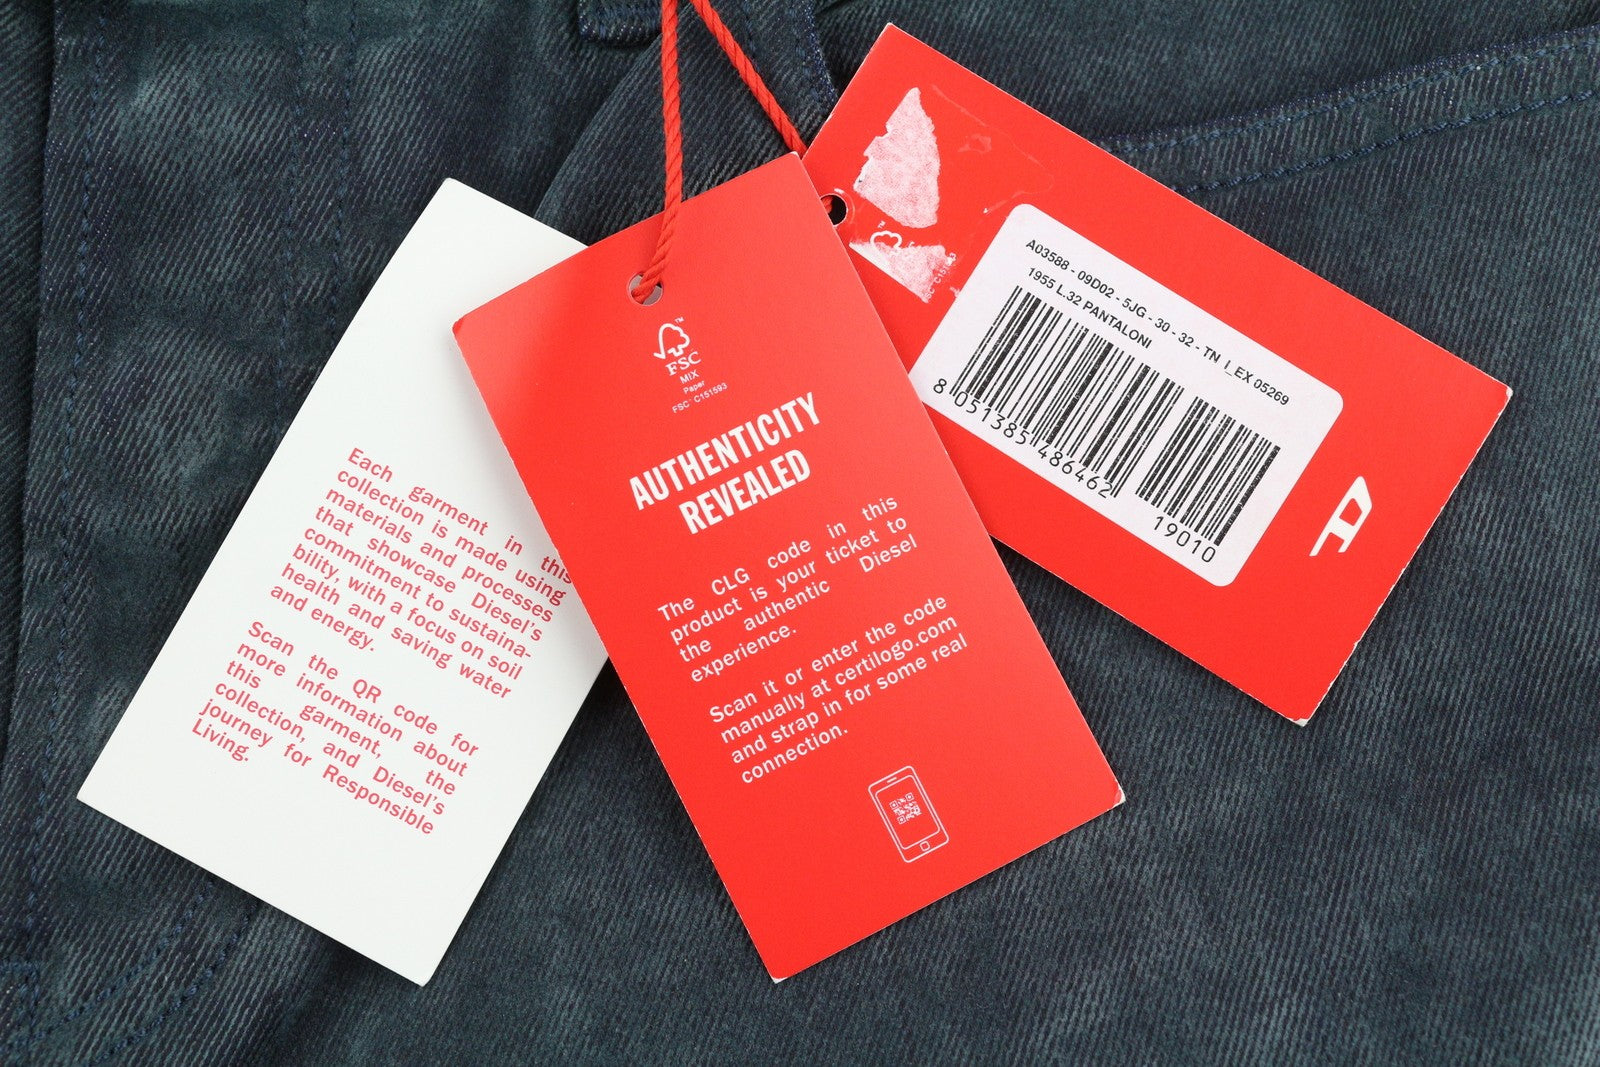 Each garment in this
collection is made using
materials and processes
that showcase Diesel's
commitment to sustaina-
bility, with a focus on soil
health and saving water
and energy.
Scan the QR code for
more information about
this garment, the
collection, and Diesel's
journey for Responsible
Living.
FSC
MIX
Paper
FSC™ C151593
AUTHENTICITY
REVEALED
The CLG code in this
product is your ticket to
the authentic Diesel
experience.
Scan it or enter the code
manually at certilogo.com
and strap in for some real
connection.
A03588 - 09D02 - 5JG - 30 - 32 - TN I_EX 05269
1955 L.32 PANTALONI
8 051385 486462
19010
D